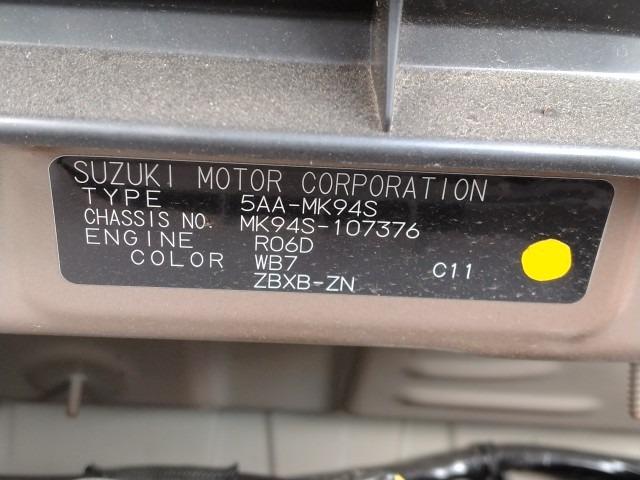 SUZUKI MOTOR CORPORATION
TYPE 5AA-MK94S
CHASSIS NO. MK94S-107376
ENGINE R06D
COLOR WB7 C11
ZBXB-ZN